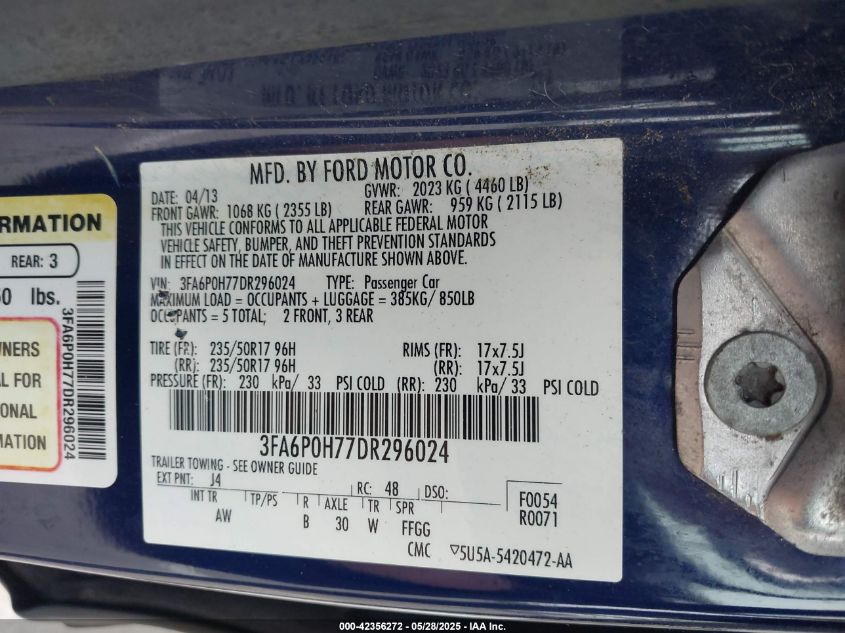 MFD. BY FORD MOTOR CO.
DATE: 04/13 GVWR: 2023 KG ( 4460 LB)
FRONT GAWR: 1068 KG ( 2355 LB) REAR GAWR: 959 KG ( 2115 LB)
THIS VEHICLE CONFORMS TO ALL APPLICABLE FEDERAL MOTOR
VEHICLE SAFETY, BUMPER, AND THEFT PREVENTION STANDARDS
IN EFFECT ON THE DATE OF MANUFACTURE SHOWN ABOVE.
VIN: 3FA6P0H77DR296024 TYPE: Passenger Car
MAXIMUM LOAD = OCCUPANTS + LUGGAGE = 385KG/ 850LB
OCCUPANTS = 5 TOTAL; 2 FRONT, 3 REAR
TIRE (FR): 235/50R17 96H RIMS (FR): 17x7.5J
(RR): 235/50R17 96H (RR): 17x7.5J
PRESSURE (FR): 230 kPa/ 33 PSI COLD (RR): 230 kPa/ 33 PSI COLD
3FA6P0H77DR296024
TRAILER TOWING - SEE OWNER GUIDE
EXT PNT: J4 RC: 48 DSO: F0054
INT TR TP/PS R AXLE TR SPR R0071
AW B 30 W FFGG
CMC 5U5A-5420472-AA
RMATION
REAR: 3
50 lbs.
WNERS
AL FOR
IONAL
MATION
3FA6P0H77DR296024
000-42356272 - 05/28/2025 - IAA Inc.